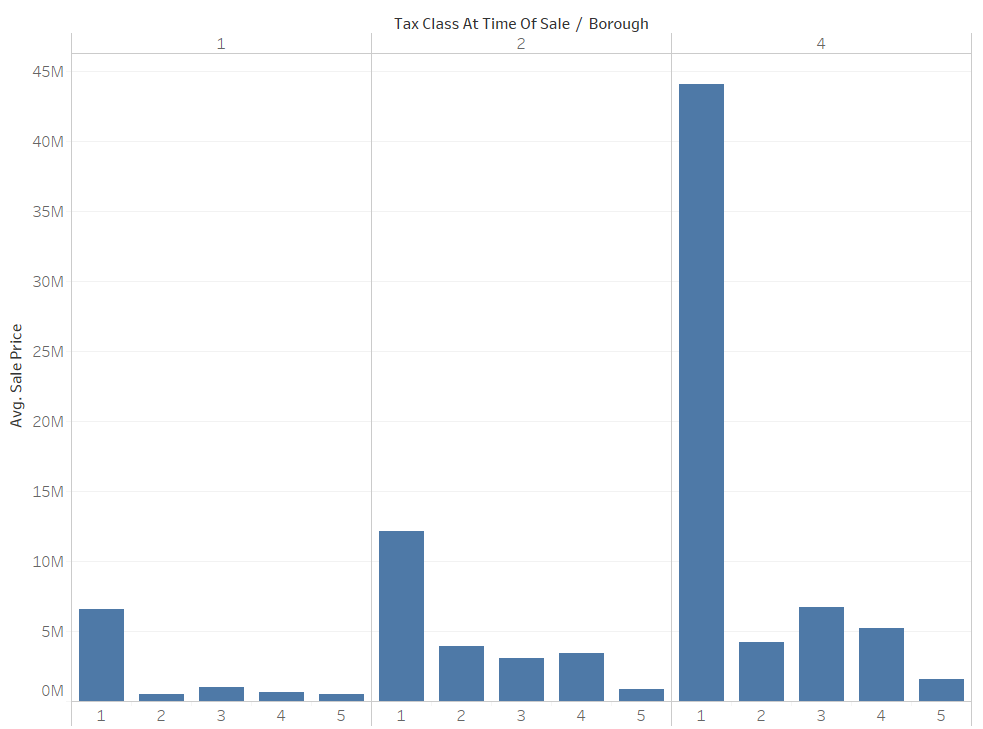 Tax Class At Time Of Sale / Borough
1 2 4
45M
40M
35M
30M
25M
20M
15M
10M
5M
0M
Avg. Sale Price
1 2 3 4 5 1 2 3 4 5 1 2 3 4 5